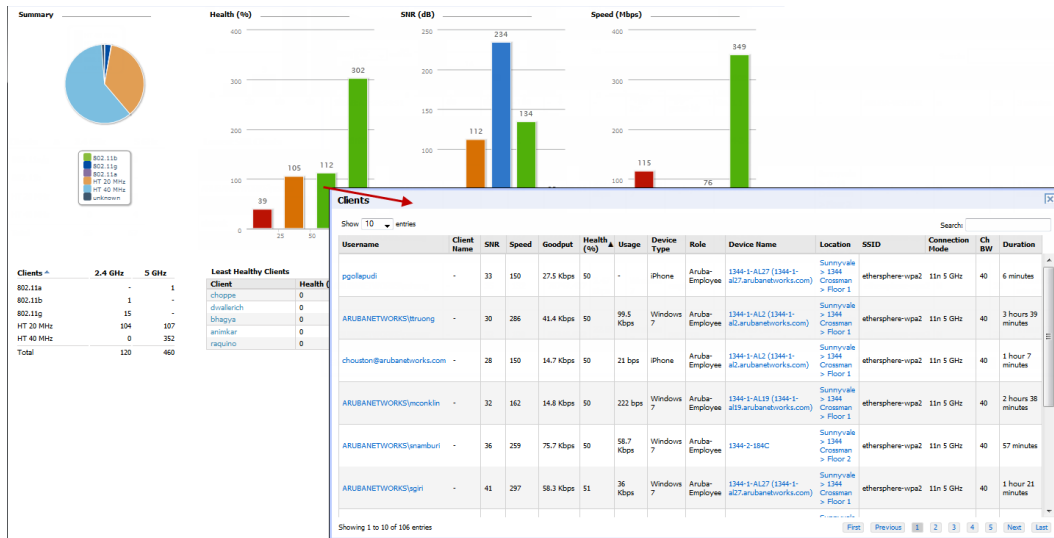 Summary
802.11b
802.11g
802.11a
HT 20 MHz
HT 40 MHz
unknown
Health (%)
400
300
200
100
0
39
105
112
302
25
50
SNR (dB)
250
200
150
100
112
234
134
Speed (Mbps)
400
300
200
100
115
76
349
Clients 2.4 GHz 5 GHz
802.11a - 1
802.11b 1 -
802.11g 15 -
HT 20 MHz 104 107
HT 40 MHz 0 352
Total 120 460
Least Healthy Clients
Client Health (
choppe 0
dwallerich 0
bhagya 0
animkar 0
raquino 0
Clients
Show 10 entries
Search:
Username Client Name SNR Speed Goodput Health (%) Usage Device Type Role Device Name Location SSID Connection Mode Ch BW Duration
pgollapudi - 33 150 27.5 Kbps 50 - iPhone Aruba-Employee 1344-1-AL27 (1344-1-al27.arubanetworks.com) Sunnyvale > 1344 Crossman > Floor 1 ethersphere-wpa2 11n 5 GHz 40 6 minutes
ARUBANETWORKS\ttruong - 30 286 41.4 Kbps 50 99.5 Kbps Windows 7 Aruba-Employee 1344-1-AL2 (1344-1-al2.arubanetworks.com) Sunnyvale > 1344 Crossman > Floor 1 ethersphere-wpa2 11n 5 GHz 40 3 hours 39 minutes
chouston@arubanetworks.com - 28 150 14.7 Kbps 50 21 bps iPhone Aruba-Employee 1344-1-AL2 (1344-1-al2.arubanetworks.com) Sunnyvale > 1344 Crossman > Floor 1 ethersphere-wpa2 11n 5 GHz 40 1 hour 7 minutes
ARUBANETWORKS\mconklin - 32 162 14.8 Kbps 50 222 bps Windows 7 Aruba-Employee 1344-1-AL19 (1344-1-al19.arubanetworks.com) Sunnyvale > 1344 Crossman > Floor 1 ethersphere-wpa2 11n 5 GHz 40 2 hours 38 minutes
ARUBANETWORKS\snamburi - 36 259 75.7 Kbps 50 58.7 Kbps Windows 7 Aruba-Employee 1344-2-184C Sunnyvale > 1344 Crossman > Floor 2 ethersphere-wpa2 11n 5 GHz 40 57 minutes
ARUBANETWORKS\sgiri - 41 297 58.3 Kbps 51 36 Kbps Windows 7 Aruba-Employee 1344-1-AL27 (1344-1-al27.arubanetworks.com) Sunnyvale > 1344 Crossman > Floor 1 ethersphere-wpa2 11n 5 GHz 40 1 hour 21 minutes
Showing 1 to 10 of 106 entries
First Previous 1 2 3 4 5 Next Last